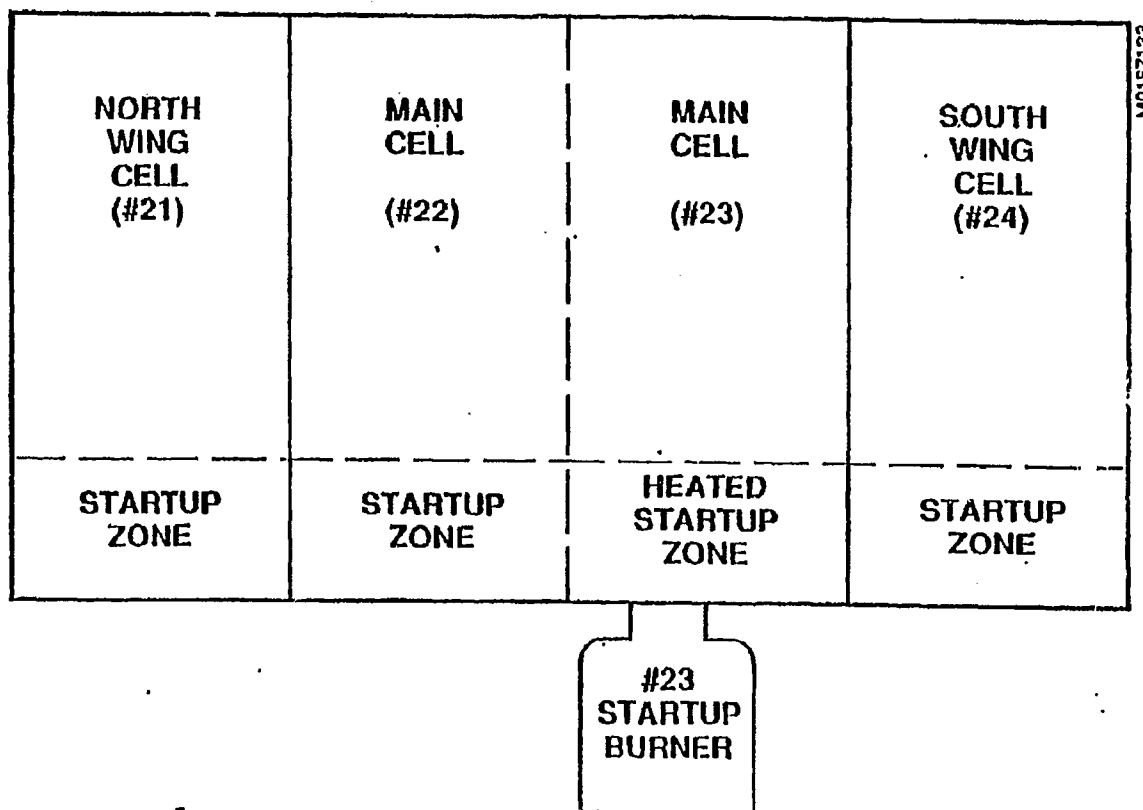 NORTH
WING
CELL
(#21)
MAIN
CELL
(#22)
MAIN
CELL
(#23)
SOUTH
WING
CELL
(#24)
STARTUP
ZONE
STARTUP
ZONE
HEATED
STARTUP
ZONE
STARTUP
ZONE
#23
STARTUP
BURNER